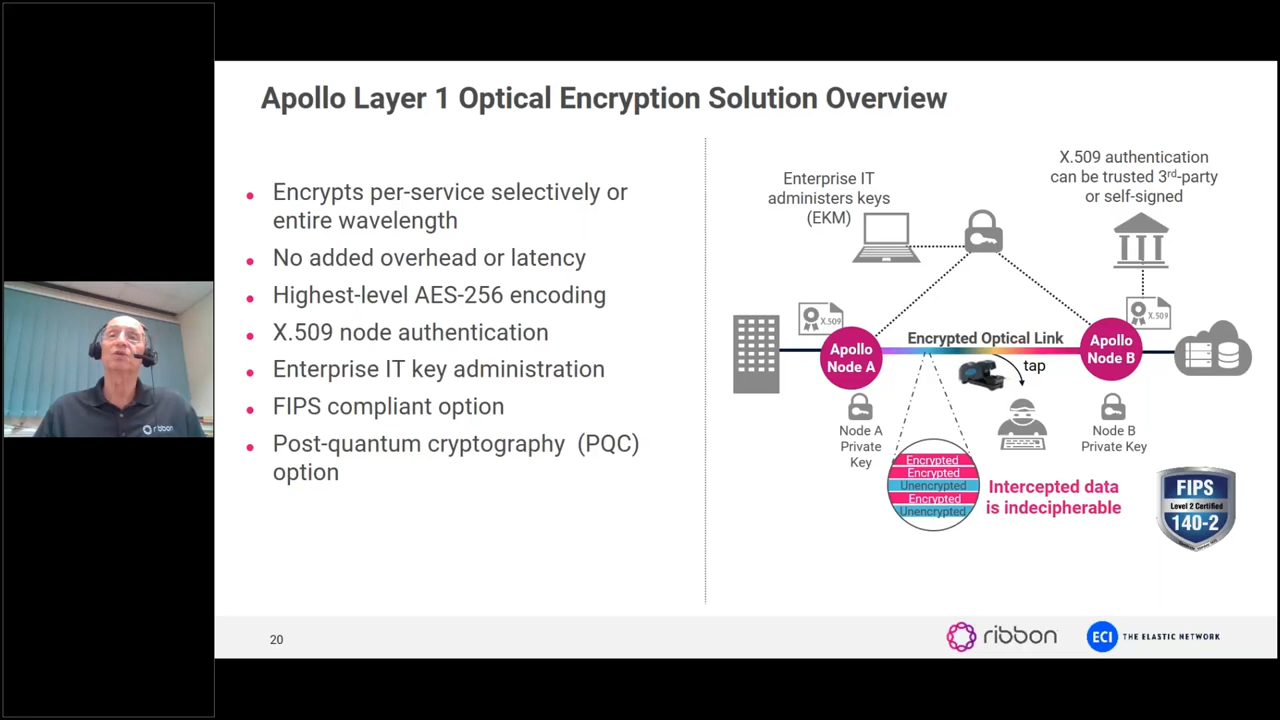 Apollo Layer 1 Optical Encryption Solution Overview
Encrypts per-service selectively or
entire wavelength
No added overhead or latency
Highest-level AES-256 encoding
X.509 node authentication
Enterprise IT key administration
FIPS compliant option
Post-quantum cryptography (PQC)
option
Enterprise IT
administers keys
(EKM)
X.509 authentication
can be trusted 3rd-party
or self-signed
X.509
X.509
Apollo
Node A
Encrypted Optical Link
Apollo
Node B
tap
Node A
Private
Key
Node B
Private Key
Encrypted
Encrypted
Unencrypted
Encrypted
Unencrypted
Intercepted data
is indecipherable
FIPS
Level 2 Certified
140-2
20
ribbon
ECI THE ELASTIC NETWORK
ribbon